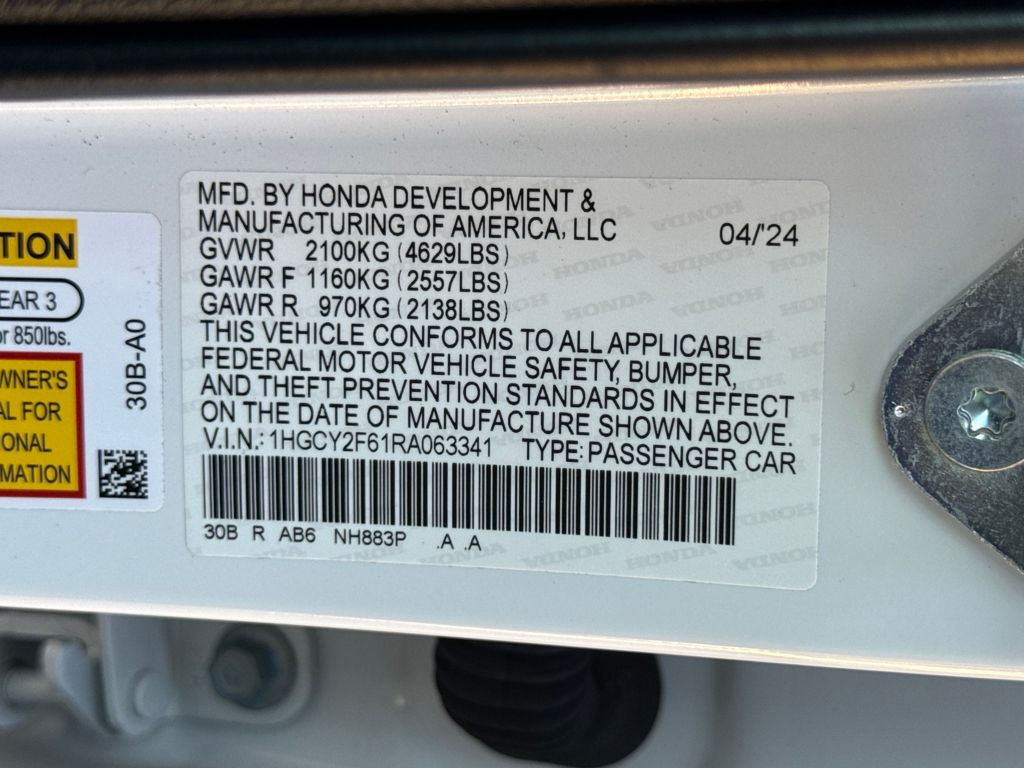 TION
EAR 3
or 850lbs.
WNER'S
AL FOR
IONAL
MATION
30B-A0
MFD. BY HONDA DEVELOPMENT &
MANUFACTURING OF AMERICA, LLC
04/'24
GVWR 2100KG (4629LBS)
GAWR F 1160KG (2557LBS)
GAWR R 970KG (2138LBS)
THIS VEHICLE CONFORMS TO ALL APPLICABLE
FEDERAL MOTOR VEHICLE SAFETY, BUMPER,
AND THEFT PREVENTION STANDARDS IN EFFECT
ON THE DATE OF MANUFACTURE SHOWN ABOVE.
V.I.N.: 1HGCY2F61RA063341 TYPE: PASSENGER CAR
30B R AB6 NH883P .A .A